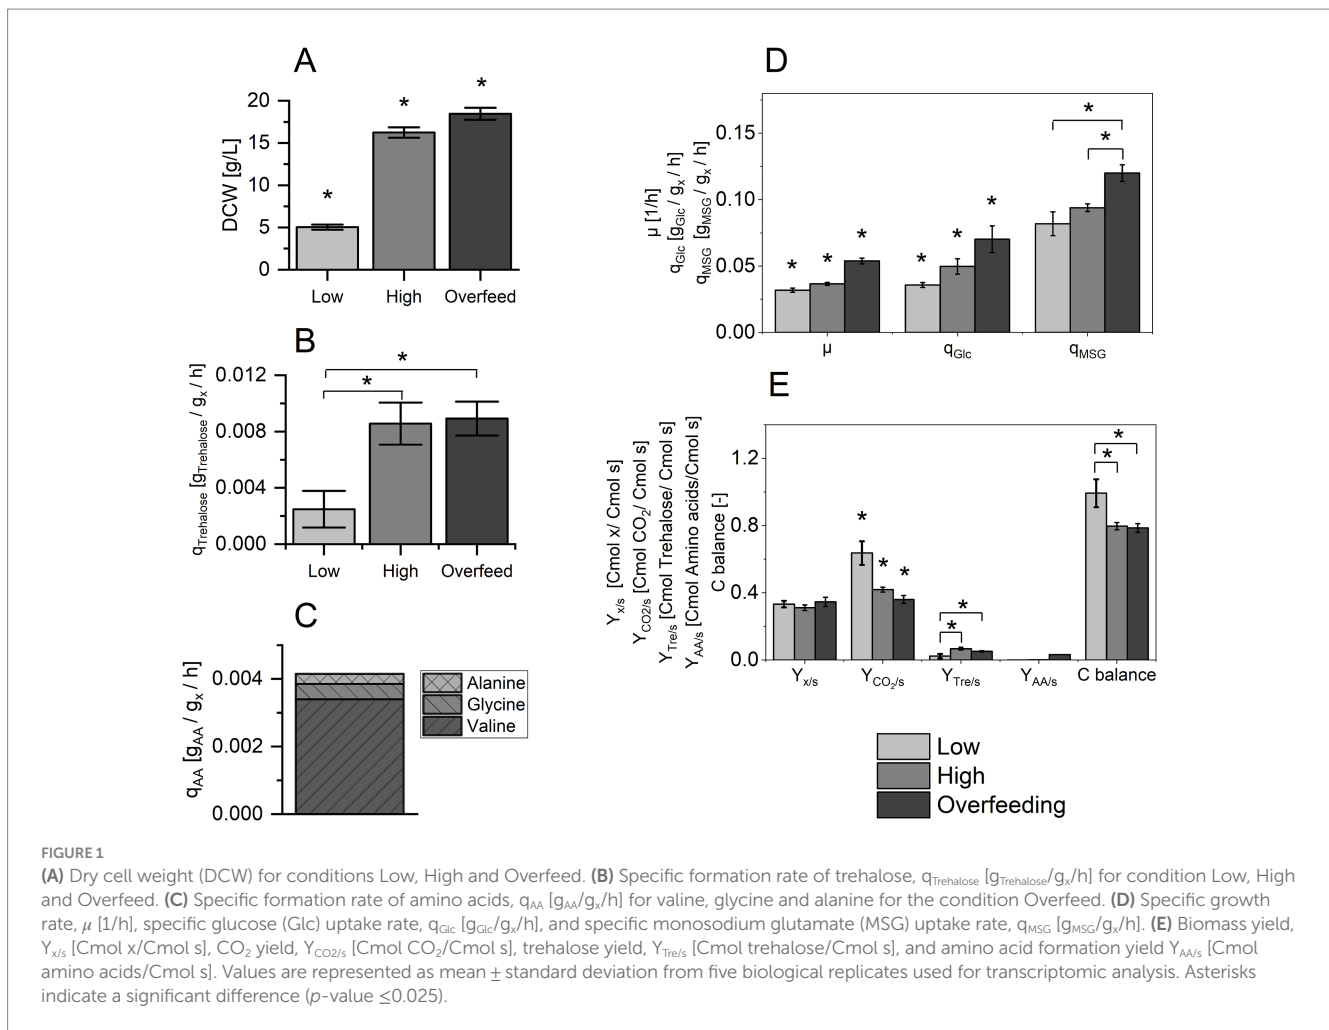 A
DCW [g/L]
20
15
10
5
0
*
*
*
Low
High
Overfeed
B
qTrehalose [gTrehalose / gx / h]
0.012
0.008
0.004
0.000
*
*
Low
High
Overfeed
C
qAA [gAA / gx / h]
0.004
0.002
0.000
Alanine
Glycine
Valine
D
µ [1/h]
qGlc [gGlc / gx / h]
qMSG [gMSG / gx / h]
0.15
0.10
0.05
0.00
*
*
*
*
*
*
*
*
µ
qGlc
qMSG
E
Yx/s [Cmol x/ Cmol s]
YCO2/s [Cmol CO2/ Cmol s]
YTre/s [Cmol Trehalose/ Cmol s]
YAA/s [Cmol Amino acids/Cmol s]
C balance [-]
1.2
0.8
0.4
0.0
*
*
*
*
*
*
*
Yx/s
YCO2/s
YTre/s
YAA/s
C balance
Low
High
Overfeeding
FIGURE 1
(A) Dry cell weight (DCW) for conditions Low, High and Overfeed. (B) Specific formation rate of trehalose, qTrehalose [gTrehalose/gx/h] for condition Low, High
and Overfeed. (C) Specific formation rate of amino acids, qAA [gAA/gx/h] for valine, glycine and alanine for the condition Overfeed. (D) Specific growth
rate, μ [1/h], specific glucose (Glc) uptake rate, qGlc [gGlc/gx/h], and specific monosodium glutamate (MSG) uptake rate, qMSG [gMSG/gx/h]. (E) Biomass yield,
Yx/s [Cmol x/Cmol s], CO2 yield, YCO2/s [Cmol CO2/Cmol s], trehalose yield, YTre/s [Cmol trehalose/Cmol s], and amino acid formation yield YAA/s [Cmol
amino acids/Cmol s]. Values are represented as mean ± standard deviation from five biological replicates used for transcriptomic analysis. Asterisks
indicate a significant difference (p-value ≤0.025).